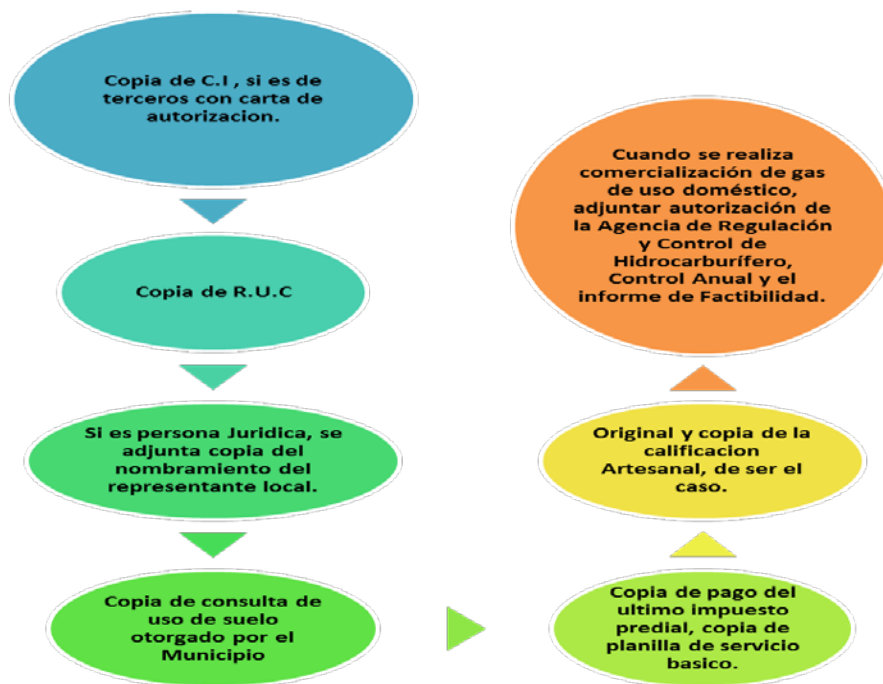 Copia de C.I , si es de
terceros con carta de
autorizacion.
Copia de R.U.C
Si es persona Juridica, se
adjunta copia del
nombramiento del
representante local.
Copia de consulta de
uso de suelo
otorgado por el
Municipio
Copia de pago del
ultimo impuesto
predial, copia de
planilla de servicio
basico.
Original y copia de la
calificacion
Artesanal, de ser el
caso.
Cuando se realiza
comercialización de gas
de uso doméstico,
adjuntar autorización de
la Agencia de Regulación
y Control de
Hidrocarburífero,
Control Anual y el
informe de Factibilidad.